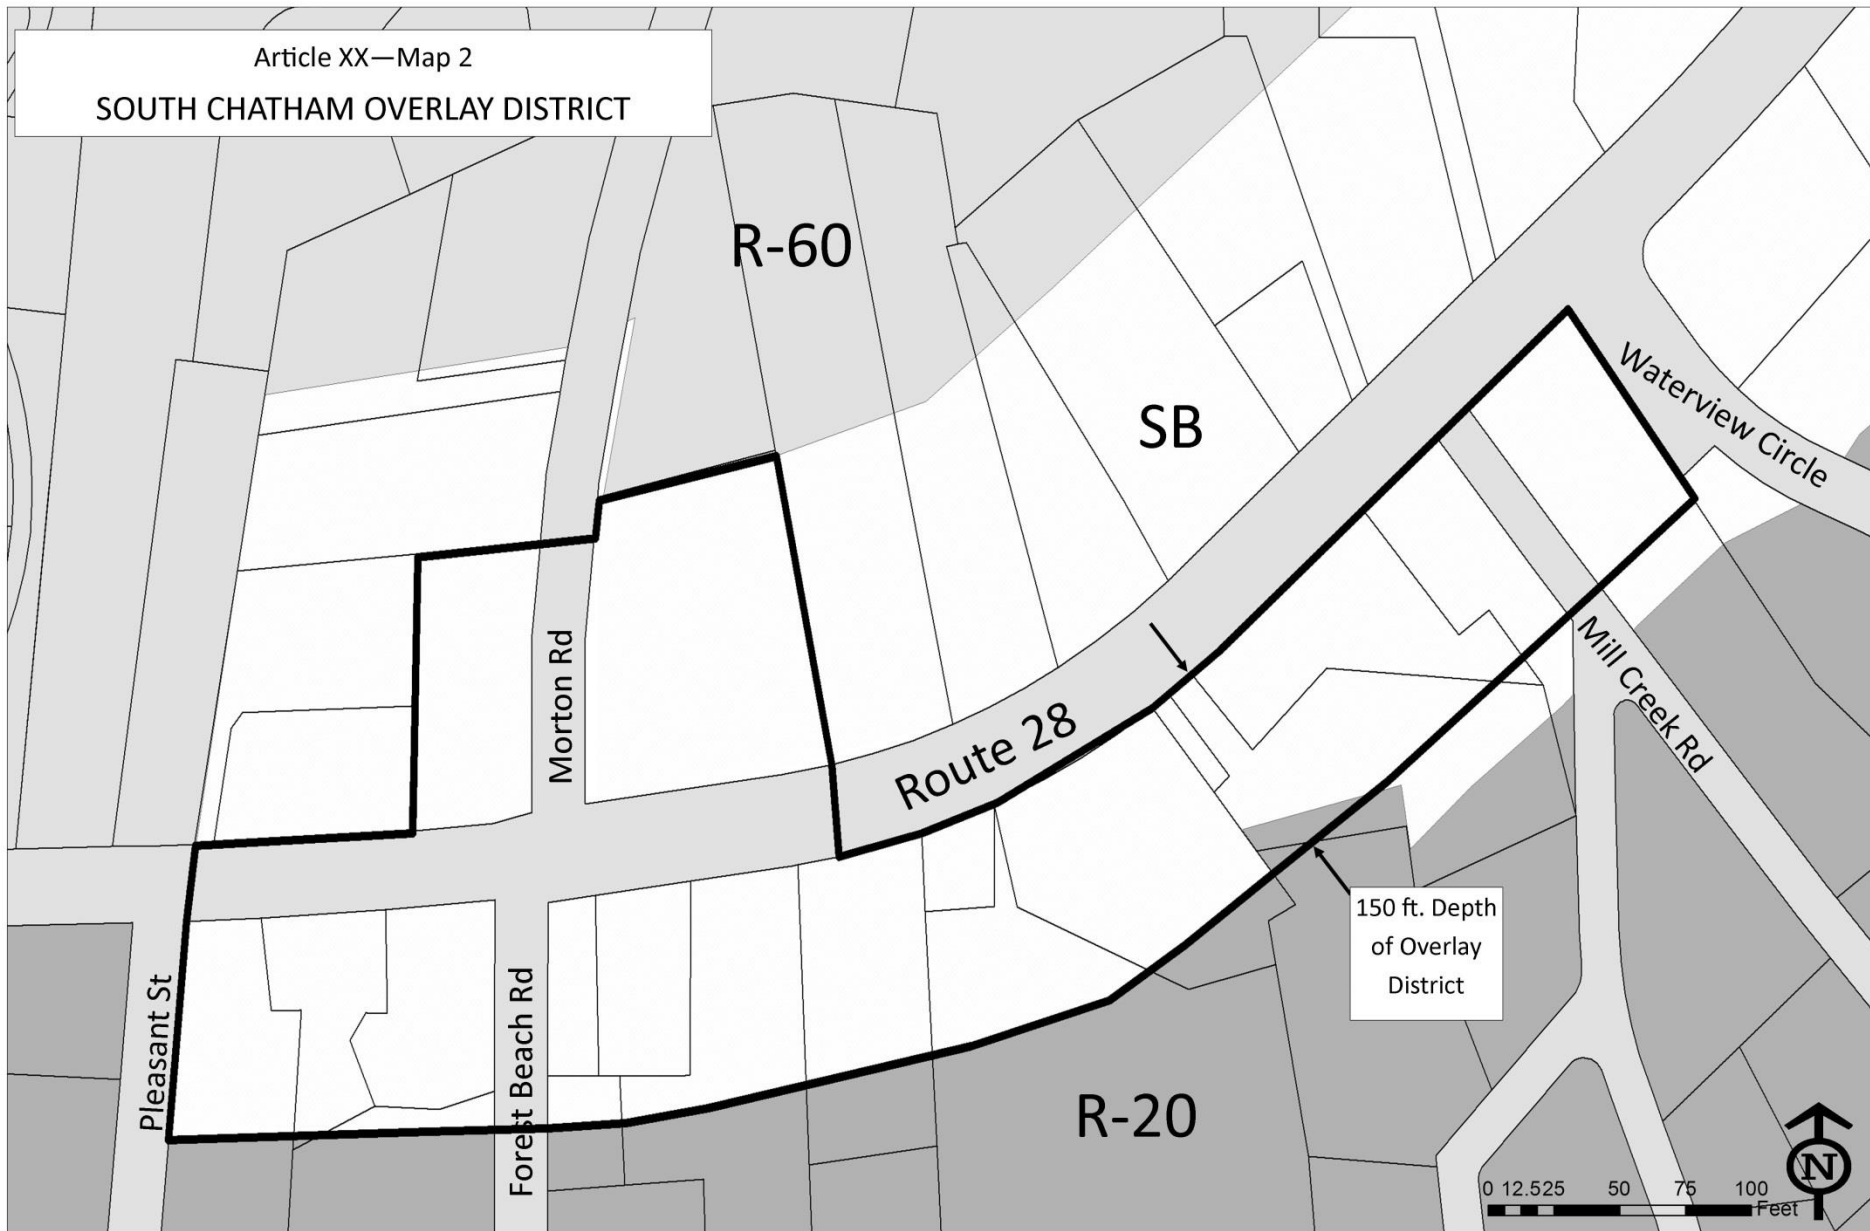 Article XX—Map 2
SOUTH CHATHAM OVERLAY DISTRICT
R-60
SB
Waterview Circle
Morton Rd
Route 28
Mill Creek Rd
150 ft. Depth
of Overlay
District
Pleasant St
Forest Beach Rd
R-20
N
0 12.525 50 75 100
Feet